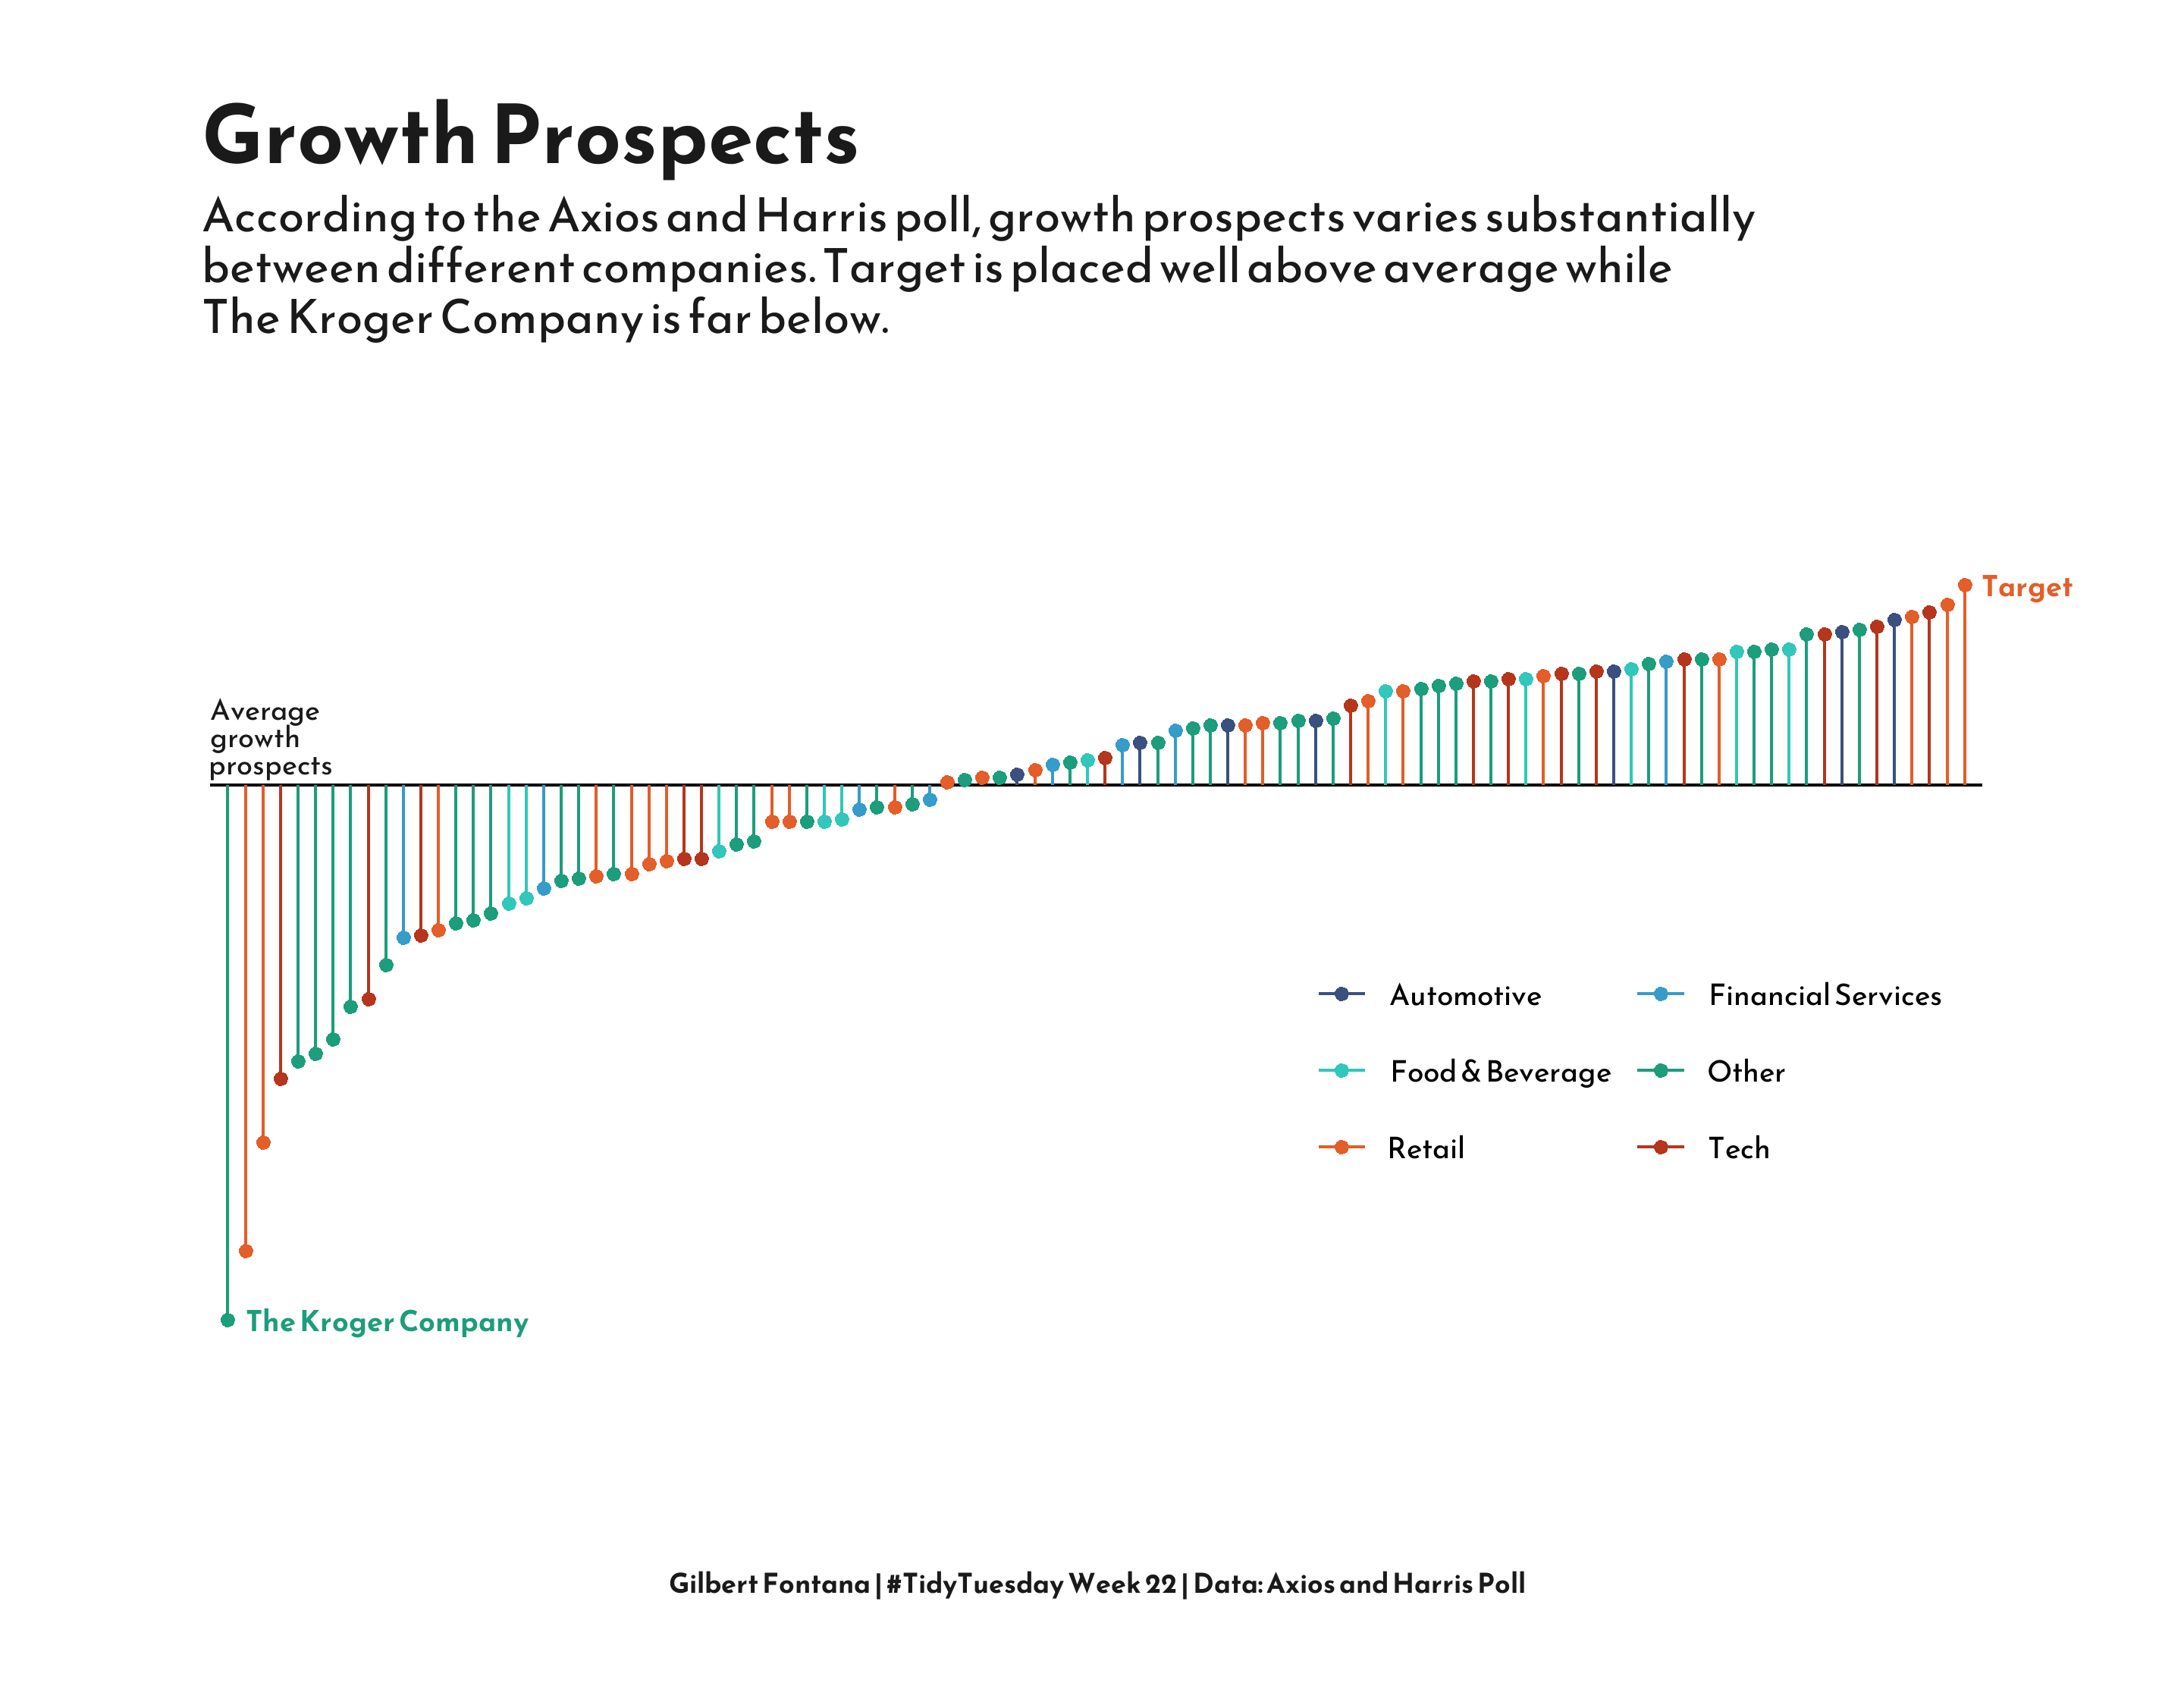 Growth Prospects
According to the Axios and Harris poll, growth prospects varies substantially
between different companies. Target is placed well above average while
The Kroger Company is far below.
Target
Average
growth
prospects
Automotive
Financial Services
Food & Beverage
Other
Retail
Tech
The Kroger Company
Gilbert Fontana | #TidyTuesday Week 22 | Data: Axios and Harris Poll